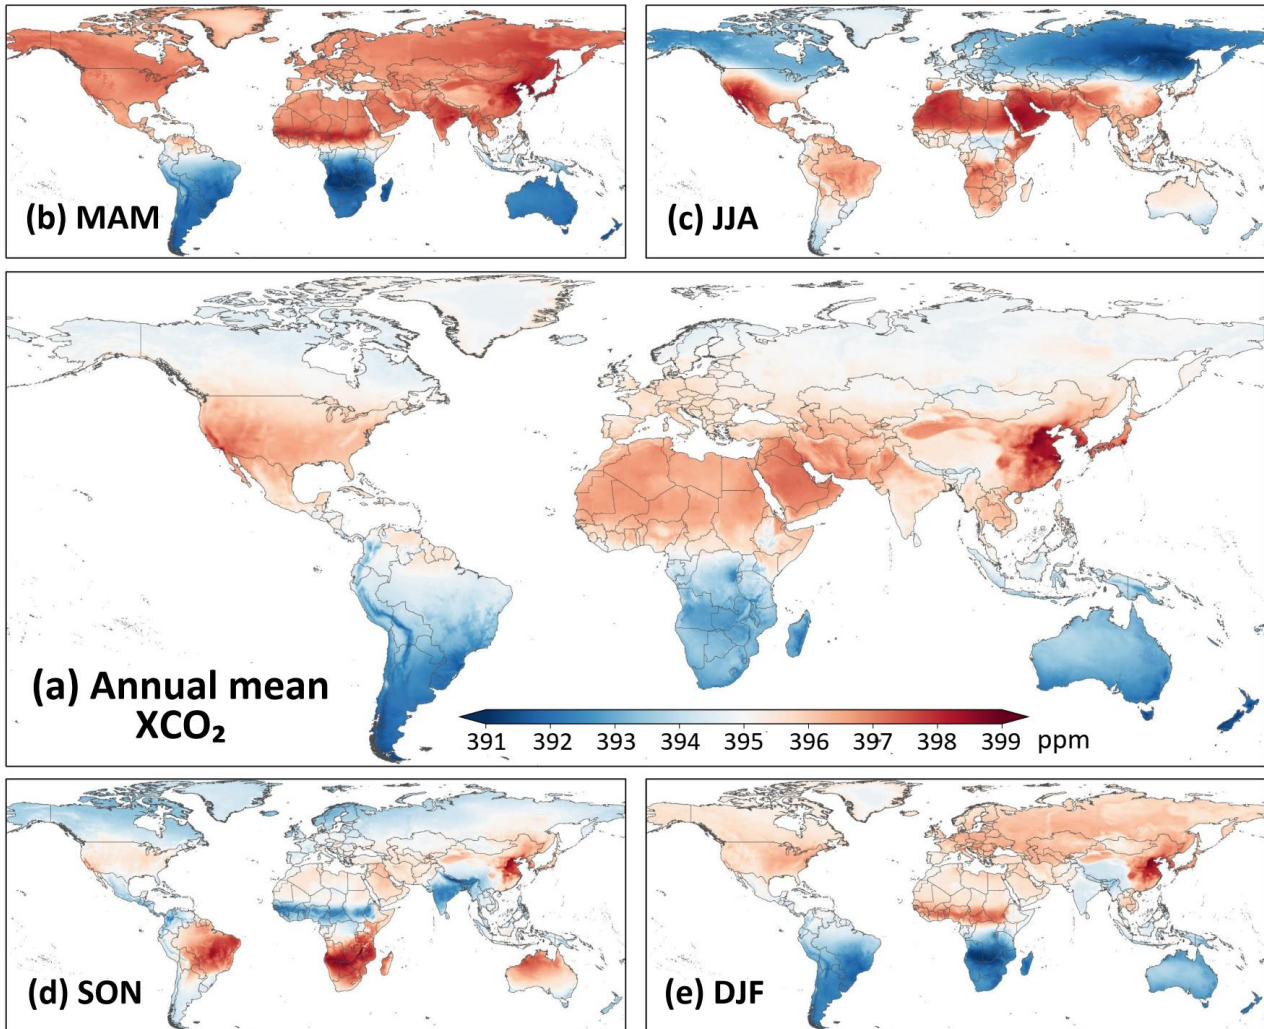 (b) MAM
(c) JJA
(a) Annual mean
XCO₂
391 392 393 394 395 396 397 398 399 ppm
(d) SON
(e) DJF